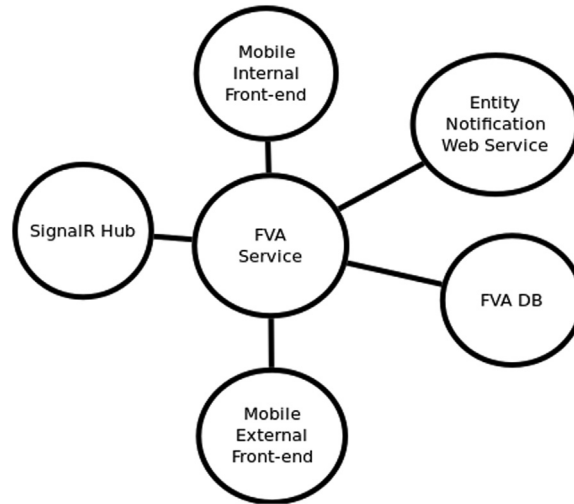 Mobile
Internal
Front-end
Entity
Notification
Web Service
SignalR Hub
FVA
Service
FVA DB
Mobile
External
Front-end